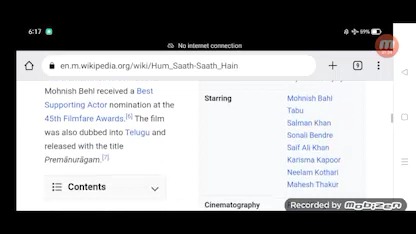 6:17
89%
No internet connection
en.m.wikipedia.org/wiki/Hum_Saath-Saath_Hain
9
Mohnish Behl received a Best
Supporting Actor nomination at the
45th Filmfare Awards.[6] The film
was also dubbed into Telugu and
released with the title
Premānurāgam.[7]
Contents
Starring
Mohnish Bahl
Tabu
Salman Khan
Sonali Bendre
Saif Ali Khan
Karisma Kapoor
Neelam Kothari
Mahesh Thakur
Cinematography
Recorded by Mobizen